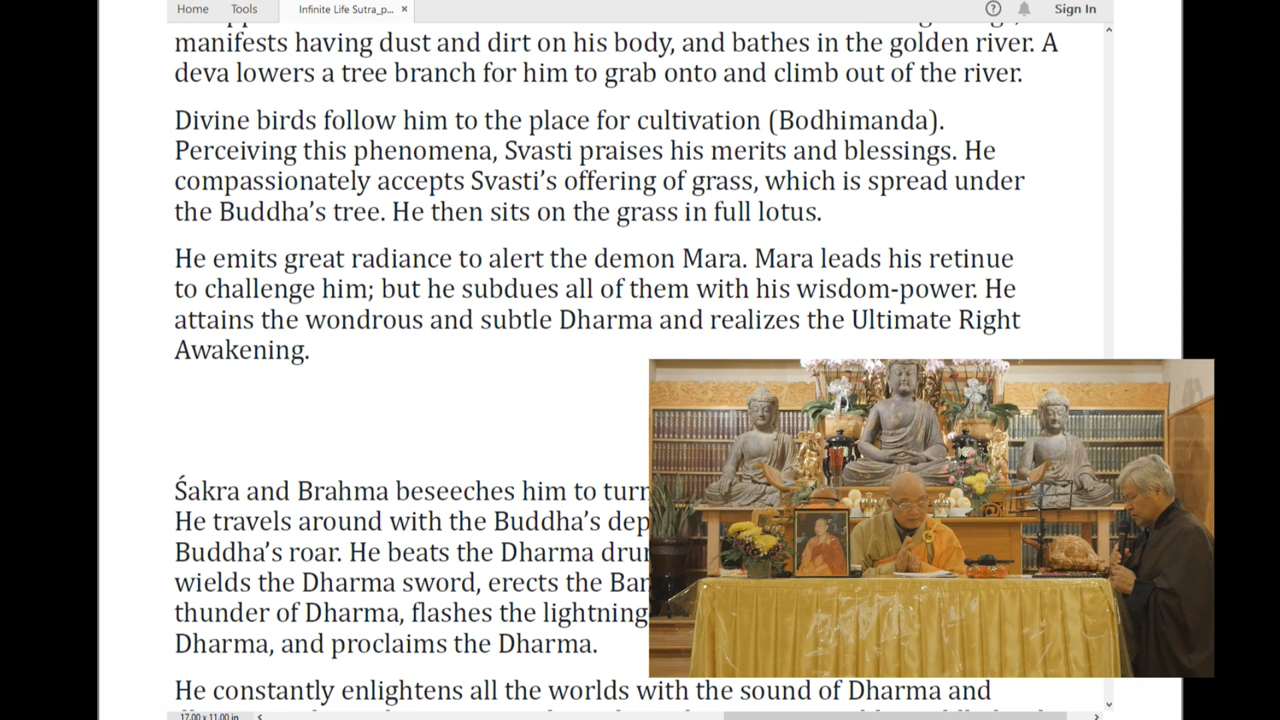 Home Tools Infinite Life Sutra_p... × ? Sign In
manifests having dust and dirt on his body, and bathes in the golden river. A
deva lowers a tree branch for him to grab onto and climb out of the river.
Divine birds follow him to the place for cultivation (Bodhimanda).
Perceiving this phenomena, Svasti praises his merits and blessings. He
compassionately accepts Svasti’s offering of grass, which is spread under
the Buddha’s tree. He then sits on the grass in full lotus.
He emits great radiance to alert the demon Mara. Mara leads his retinue
to challenge him; but he subdues all of them with his wisdom-power. He
attains the wondrous and subtle Dharma and realizes the Ultimate Right
Awakening.
Śakra and Brahma beseeches him to turn
He travels around with the Buddha’s dep
Buddha’s roar. He beats the Dharma dru
wields the Dharma sword, erects the Ban
thunder of Dharma, flashes the lightning
Dharma, and proclaims the Dharma.
He constantly enlightens all the worlds with the sound of Dharma and
17.00 x 11.00 in